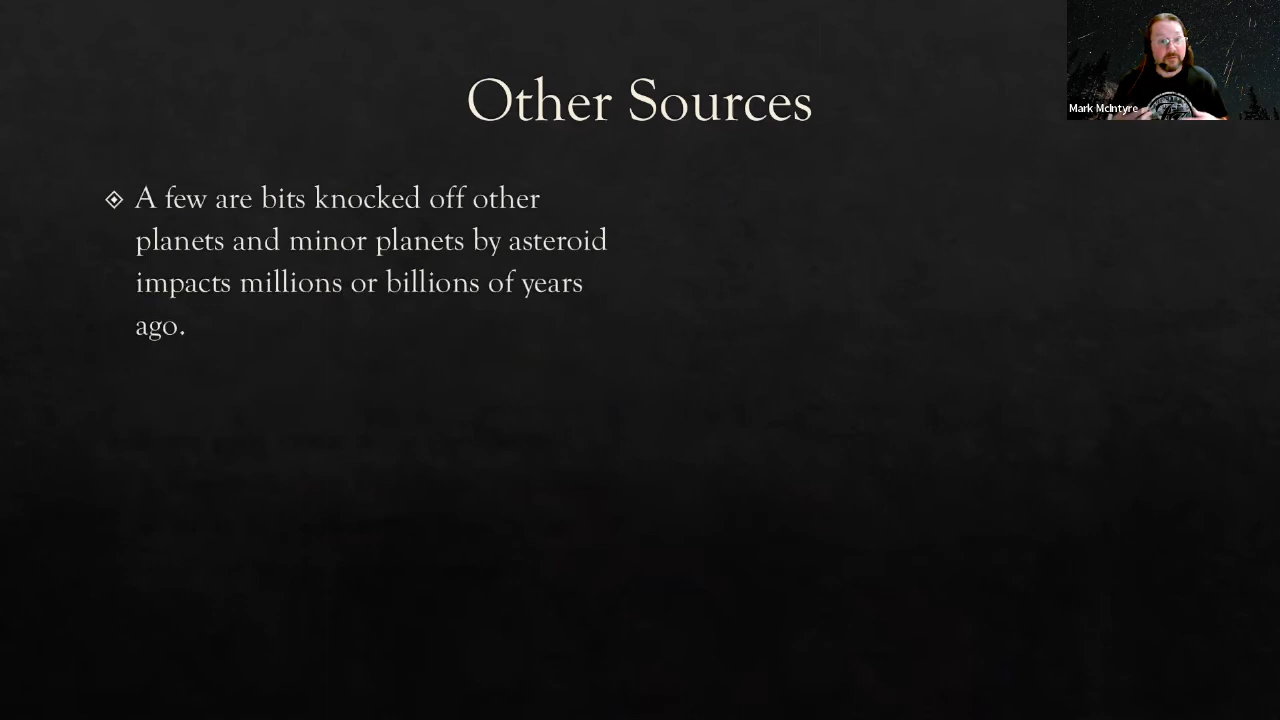 Other Sources
Mark McIntyre
A few are bits knocked off other
planets and minor planets by asteroid
impacts millions or billions of years
ago.